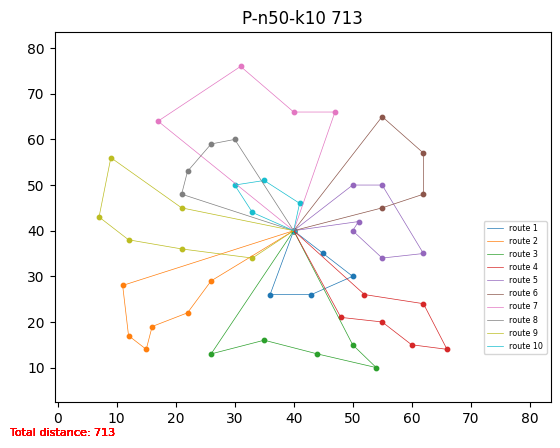 P-n50-k10 713
80
70
60
50
40
30
20
10
0 10 20 30 40 50 60 70 80
route 1
route 2
route 3
route 4
route 5
route 6
route 7
route 8
route 9
route 10
Total distance: 713